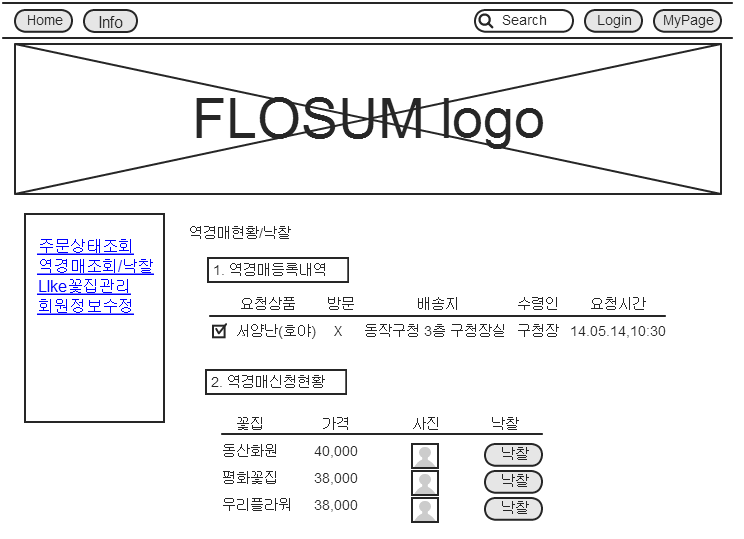 Home Info Search Login MyPage
FLOSUM logo
주문상태조회
역경매조회/낙찰
LIke꽃집관리
회원정보수정
역경매현황/낙찰
1. 역경매등록내역
요청상품 방문 배송지 수령인 요청시간
서양난(호야) X 동작구청 3층 구청장실 구청장 14.05.14,10:30
2. 역경매신청현황
꽃집 가격 사진 낙찰
동산화원 40,000 낙찰
평화꽃집 38,000 낙찰
우리플라워 38,000 낙찰